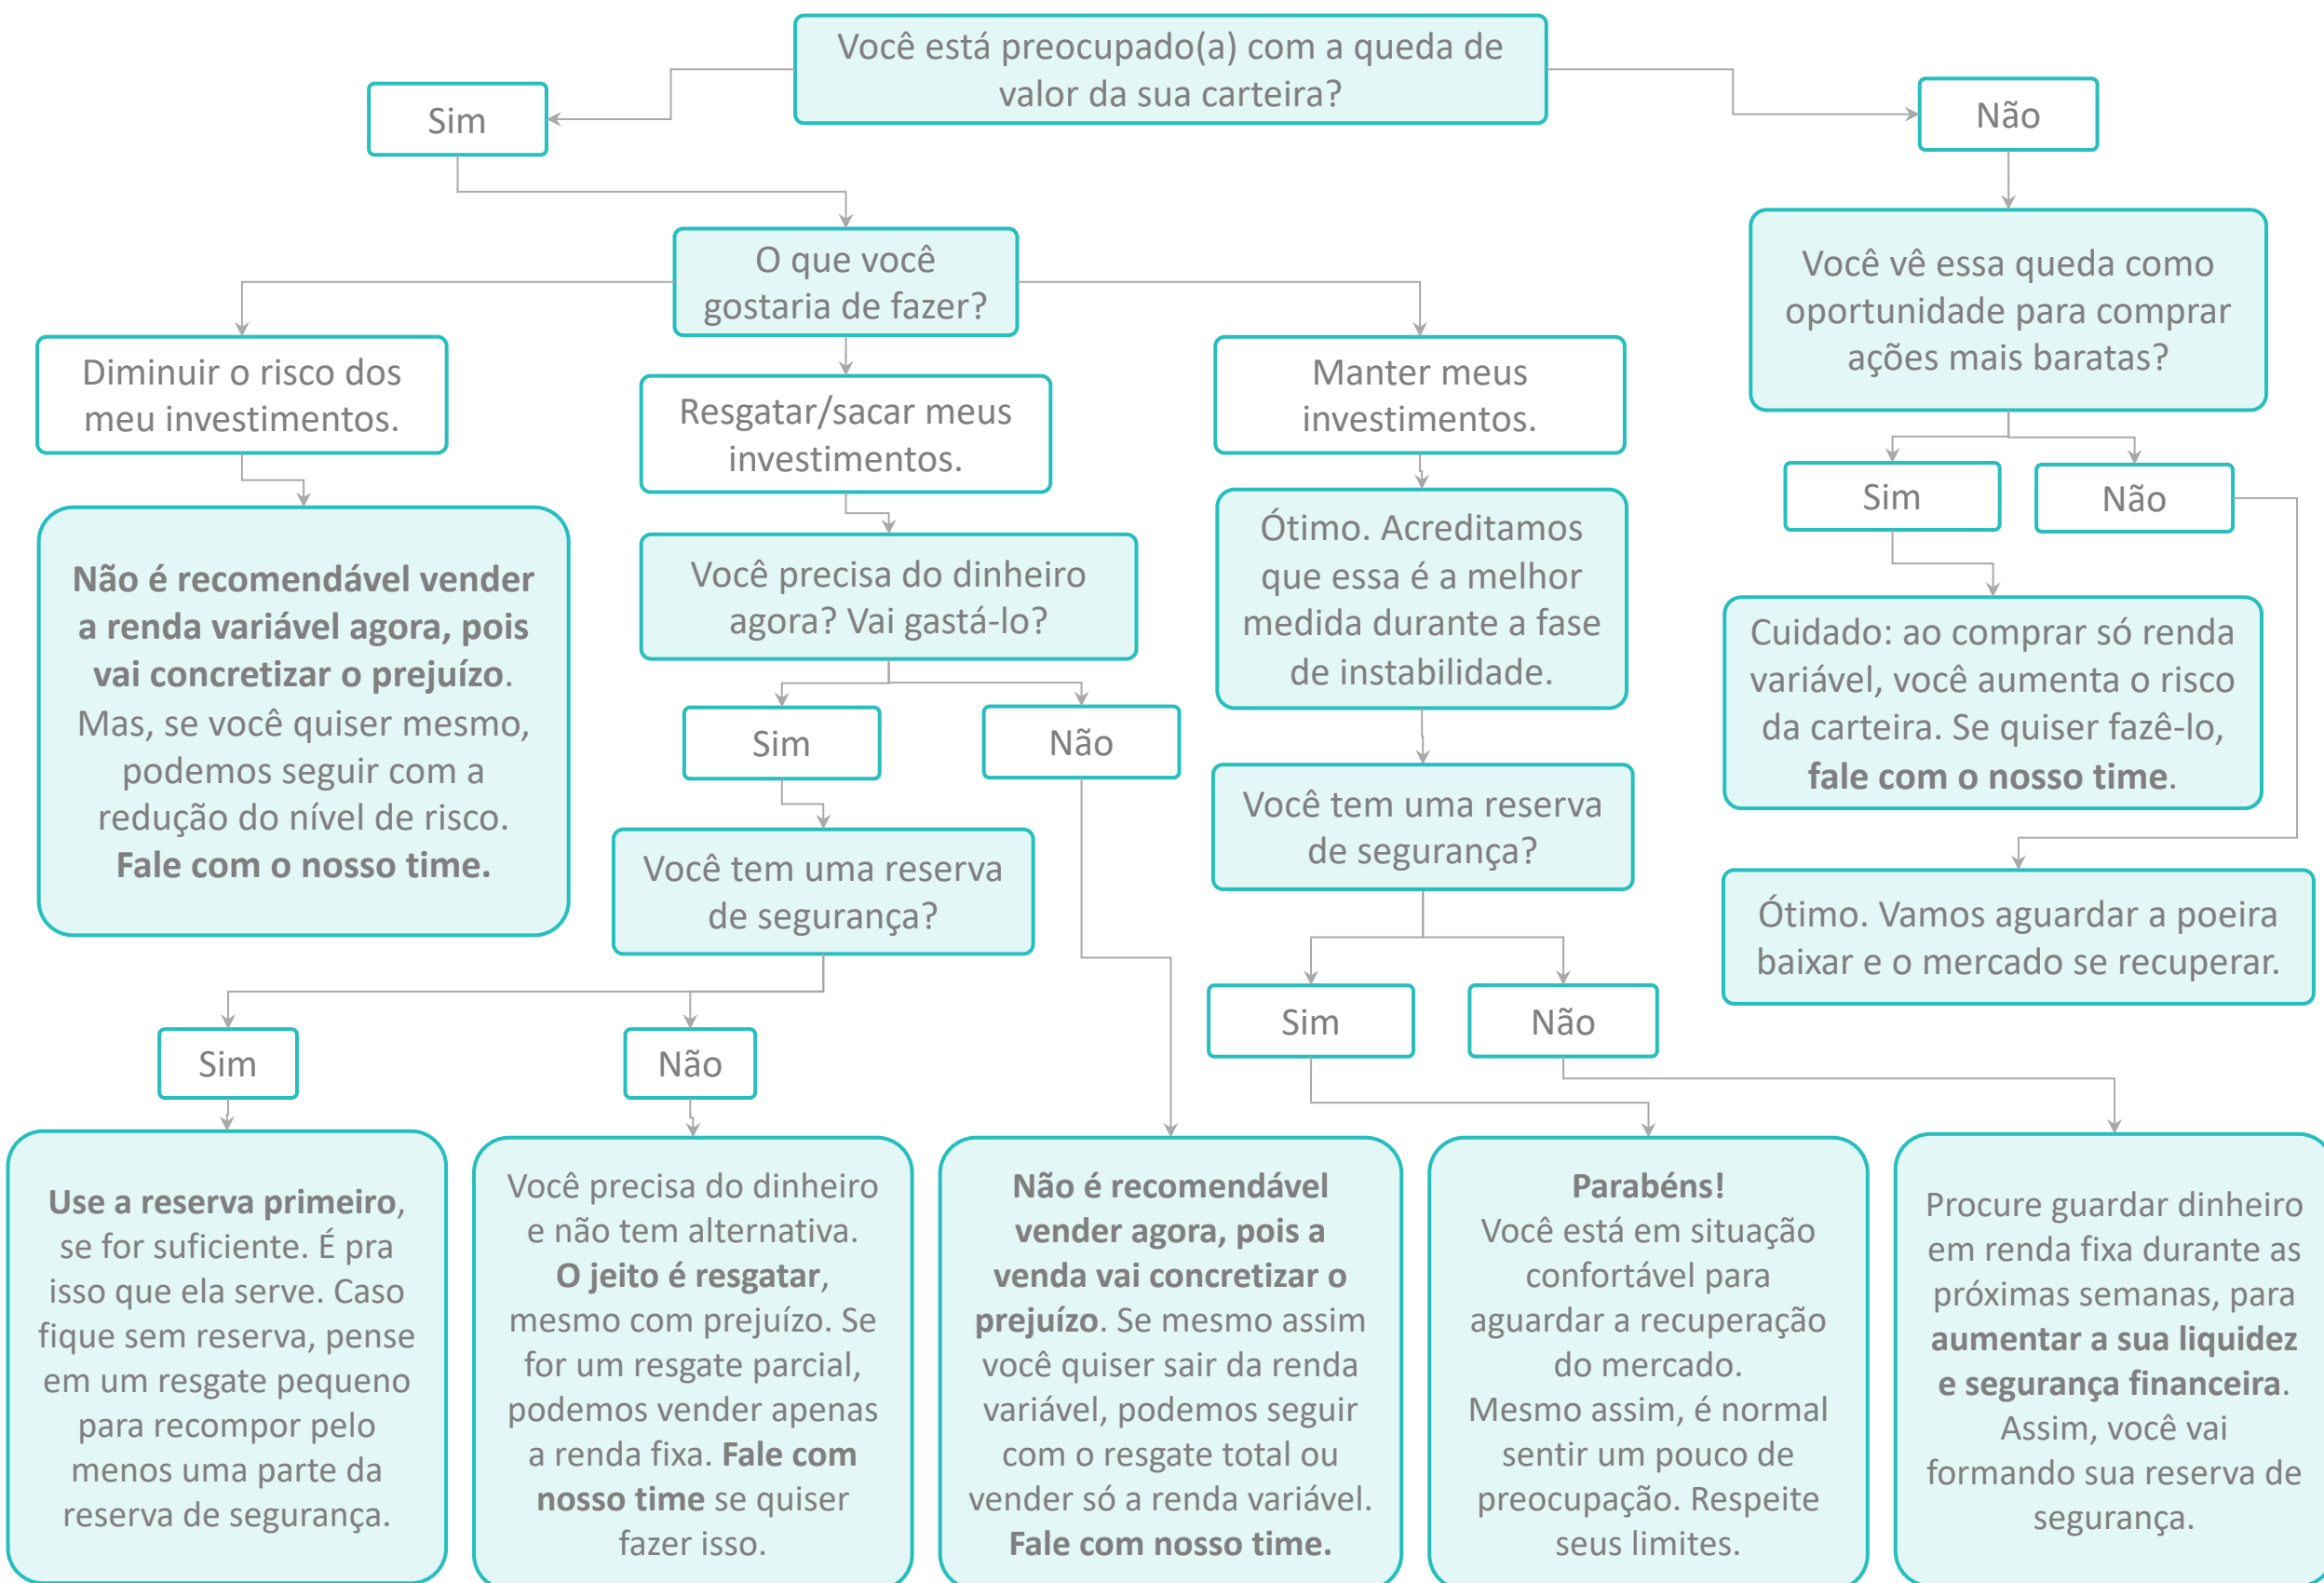 Você está preocupado(a) com a queda de
valor da sua carteira?
Sim
Não
O que você
gostaria de fazer?
Você vê essa queda como
oportunidade para comprar
ações mais baratas?
Diminuir o risco dos
meu investimentos.
Resgatar/sacar meus
investimentos.
Manter meus
investimentos.
Sim
Não
Não é recomendável vender
a renda variável agora, pois
vai concretizar o prejuízo.
Mas, se você quiser mesmo,
podemos seguir com a
redução do nível de risco.
Fale com o nosso time.
Você precisa do dinheiro
agora? Vai gastá-lo?
Ótimo. Acreditamos
que essa é a melhor
medida durante a fase
de instabilidade.
Cuidado: ao comprar só renda
variável, você aumenta o risco
da carteira. Se quiser fazê-lo,
fale com o nosso time.
Sim
Não
Você tem uma reserva
de segurança?
Você tem uma reserva
de segurança?
Ótimo. Vamos aguardar a poeira
baixar e o mercado se recuperar.
Sim
Não
Sim
Não
Use a reserva primeiro,
se for suficiente. É pra
isso que ela serve. Caso
fique sem reserva, pense
em um resgate pequeno
para recompor pelo
menos uma parte da
reserva de segurança.
Você precisa do dinheiro
e não tem alternativa.
O jeito é resgatar,
mesmo com prejuízo. Se
for um resgate parcial,
podemos vender apenas
a renda fixa. Fale com
nosso time se quiser
fazer isso.
Não é recomendável
vender agora, pois a
venda vai concretizar o
prejuízo. Se mesmo assim
você quiser sair da renda
variável, podemos seguir
com o resgate total ou
vender só a renda variável.
Fale com nosso time.
Parabéns!
Você está em situação
confortável para
aguardar a recuperação
do mercado.
Mesmo assim, é normal
sentir um pouco de
preocupação. Respeite
seus limites.
Procure guardar dinheiro
em renda fixa durante as
próximas semanas, para
aumentar a sua liquidez
e segurança financeira.
Assim, você vai
formando sua reserva de
segurança.